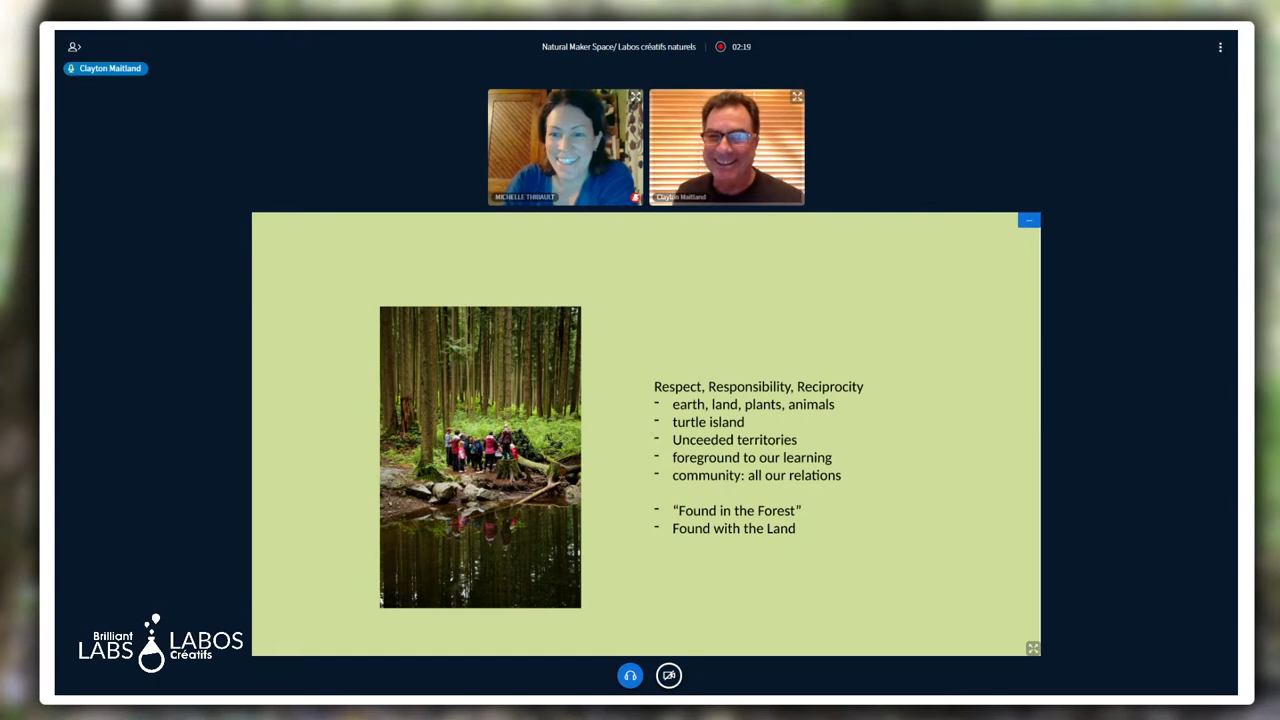 Natural Maker Space/ Labos créatifs naturels
02:19
Clayton Maitland
MICHELLE THIBAULT
Clayton Maitland
Respect, Responsibility, Reciprocity
- earth, land, plants, animals
- turtle island
- Unceeded territories
- foreground to our learning
- community: all our relations
- “Found in the Forest”
- Found with the Land
Brilliant LABS
LABOS Créatifs